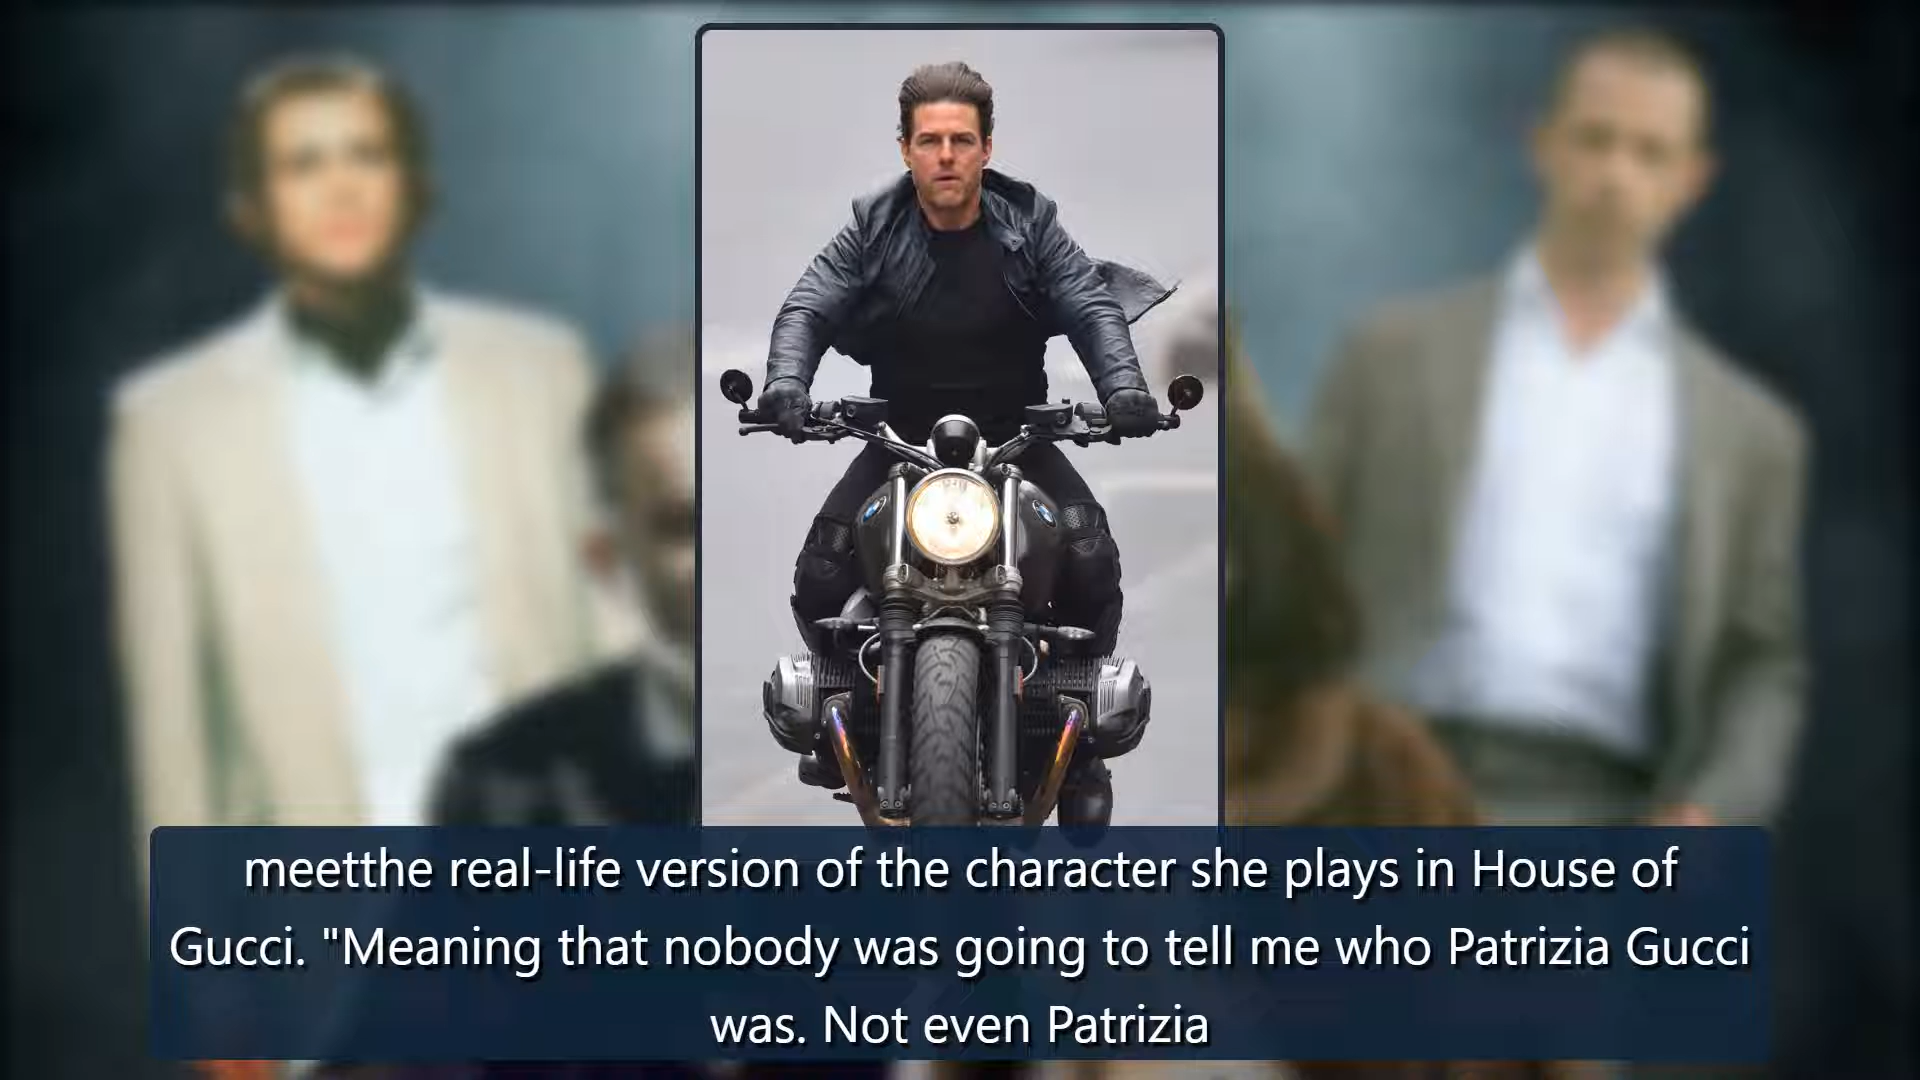 meetthe real-life version of the character she plays in House of
Gucci. "Meaning that nobody was going to tell me who Patrizia Gucci
was. Not even Patrizia